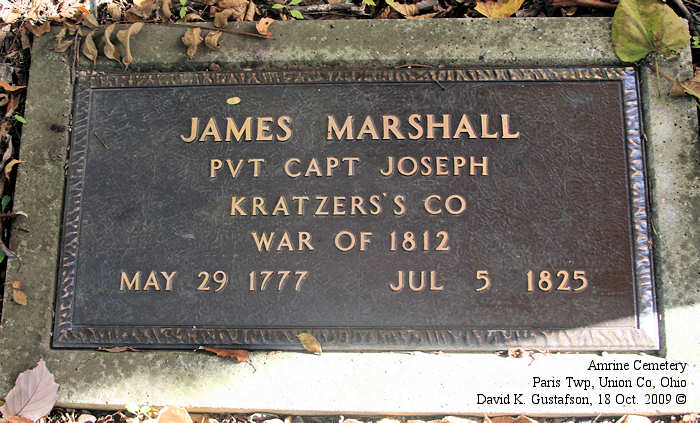 JAMES MARSHALL
PVT CAPT JOSEPH
KRATZERS'S CO
WAR OF 1812
MAY 29 1777 JUL 5 1825
Amrine Cemetery
Paris Twp, Union Co, Ohio
David K. Gustafson, 18 Oct. 2009 ©